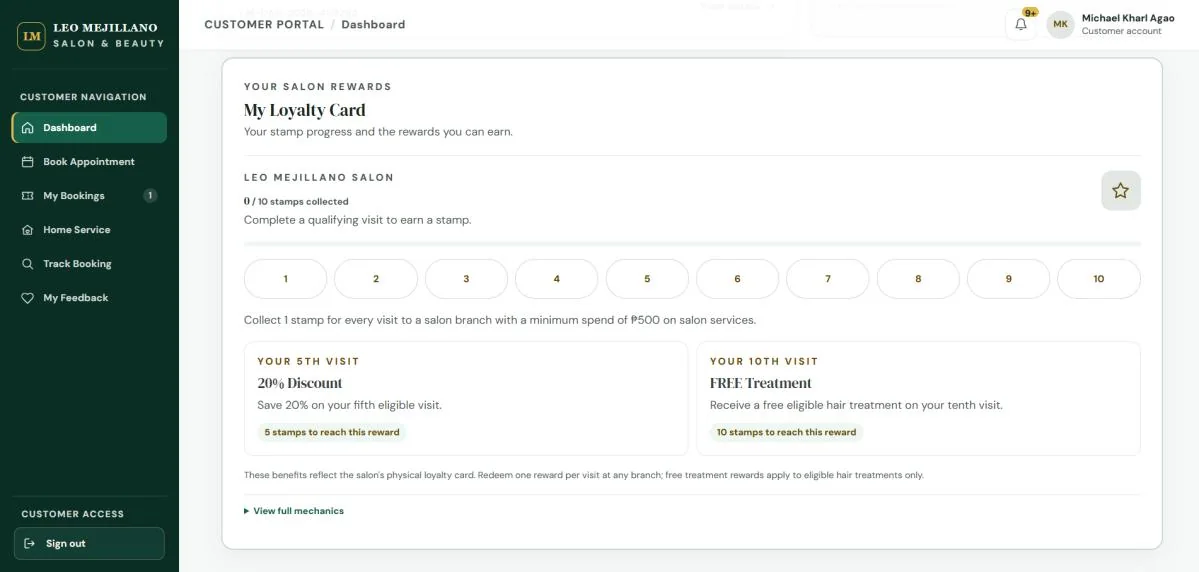 LM
LEO MEJILLANO
SALON & BEAUTY
CUSTOMER NAVIGATION
Dashboard
Book Appointment
My Bookings 1
Home Service
Track Booking
My Feedback
CUSTOMER ACCESS
Sign out
CUSTOMER PORTAL / Dashboard
9+
MK
Michael Kharl Agao
Customer account
YOUR SALON REWARDS
My Loyalty Card
Your stamp progress and the rewards you can earn.
LEO MEJILLANO SALON
0 / 10 stamps collected
Complete a qualifying visit to earn a stamp.
1 2 3 4 5 6 7 8 9 10
Collect 1 stamp for every visit to a salon branch with a minimum spend of ₱500 on salon services.
YOUR 5TH VISIT
20% Discount
Save 20% on your fifth eligible visit.
5 stamps to reach this reward
YOUR 10TH VISIT
FREE Treatment
Receive a free eligible hair treatment on your tenth visit.
10 stamps to reach this reward
These benefits reflect the salon's physical loyalty card. Redeem one reward per visit at any branch; free treatment rewards apply to eligible hair treatments only.
View full mechanics